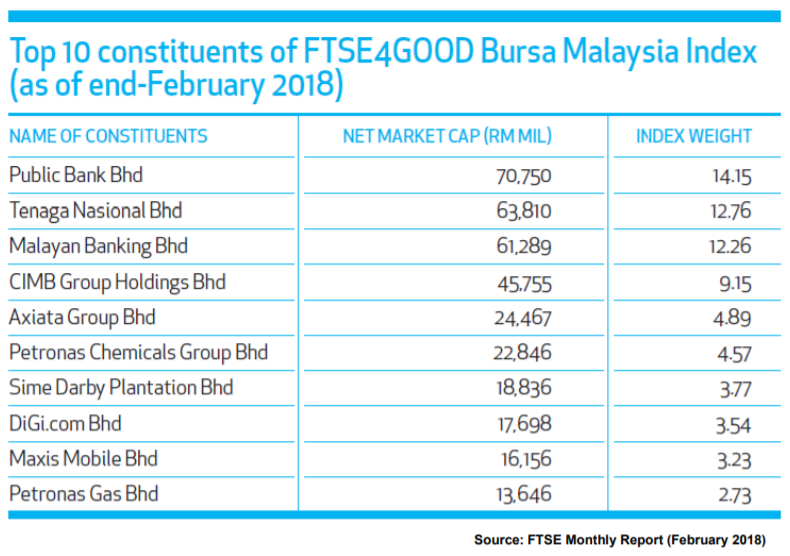 Top 10 constituents of FTSE4GOOD Bursa Malaysia Index
(as of end-February 2018)
NAME OF CONSTITUENTS NET MARKET CAP (RM MIL) INDEX WEIGHT
Public Bank Bhd 70,750 14.15
Tenaga Nasional Bhd 63,810 12.76
Malayan Banking Bhd 61,289 12.26
CIMB Group Holdings Bhd 45,755 9.15
Axiata Group Bhd 24,467 4.89
Petronas Chemicals Group Bhd 22,846 4.57
Sime Darby Plantation Bhd 18,836 3.77
DiGi.com Bhd 17,698 3.54
Maxis Mobile Bhd 16,156 3.23
Petronas Gas Bhd 13,646 2.73
Source: FTSE Monthly Report (February 2018)